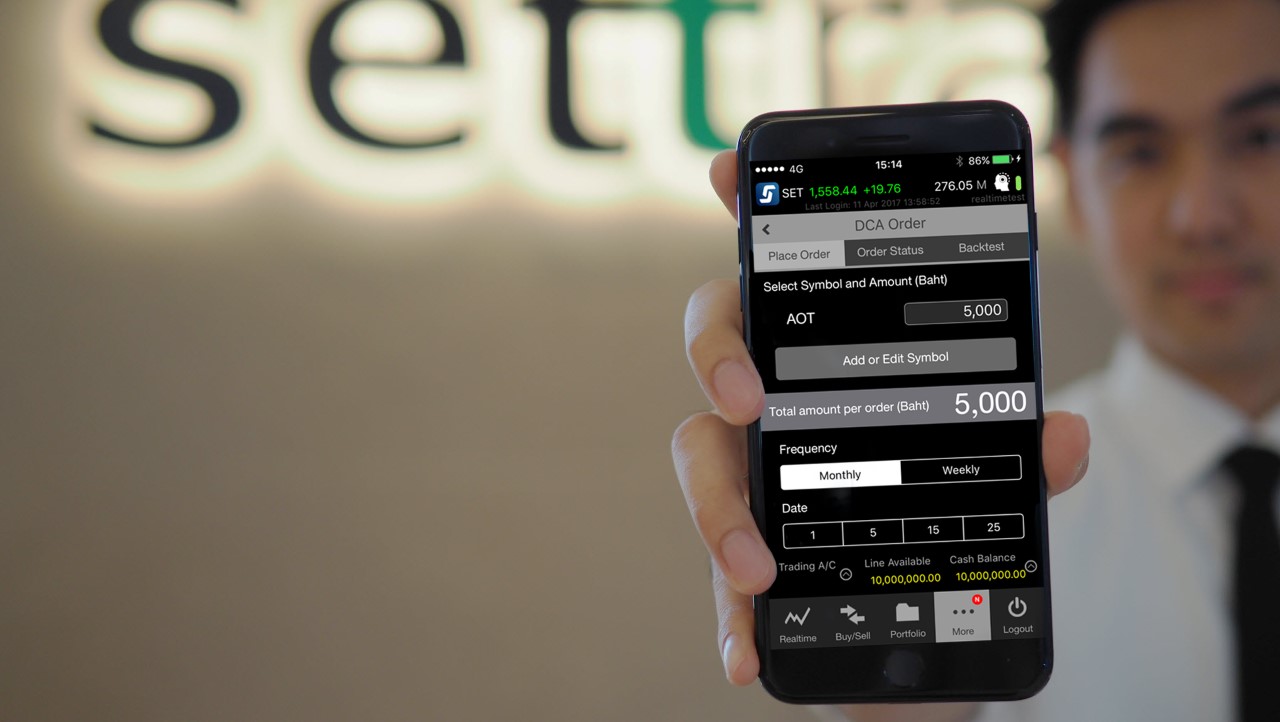 settra
4G 15:14 86%
SET 1,558.44 +19.76 276.05 M
Last Login: 11 Apr 2017 13:58:52 realtimetest
DCA Order
Place Order Order Status Backtest
Select Symbol and Amount (Baht)
AOT 5,000
Add or Edit Symbol
Total amount per order (Baht) 5,000
Frequency
Monthly Weekly
Date
1 5 15 25
Trading A/C Line Available Cash Balance
10,000,000.00 10,000,000.00
N
Realtime Buy/Sell Portfolio More Logout